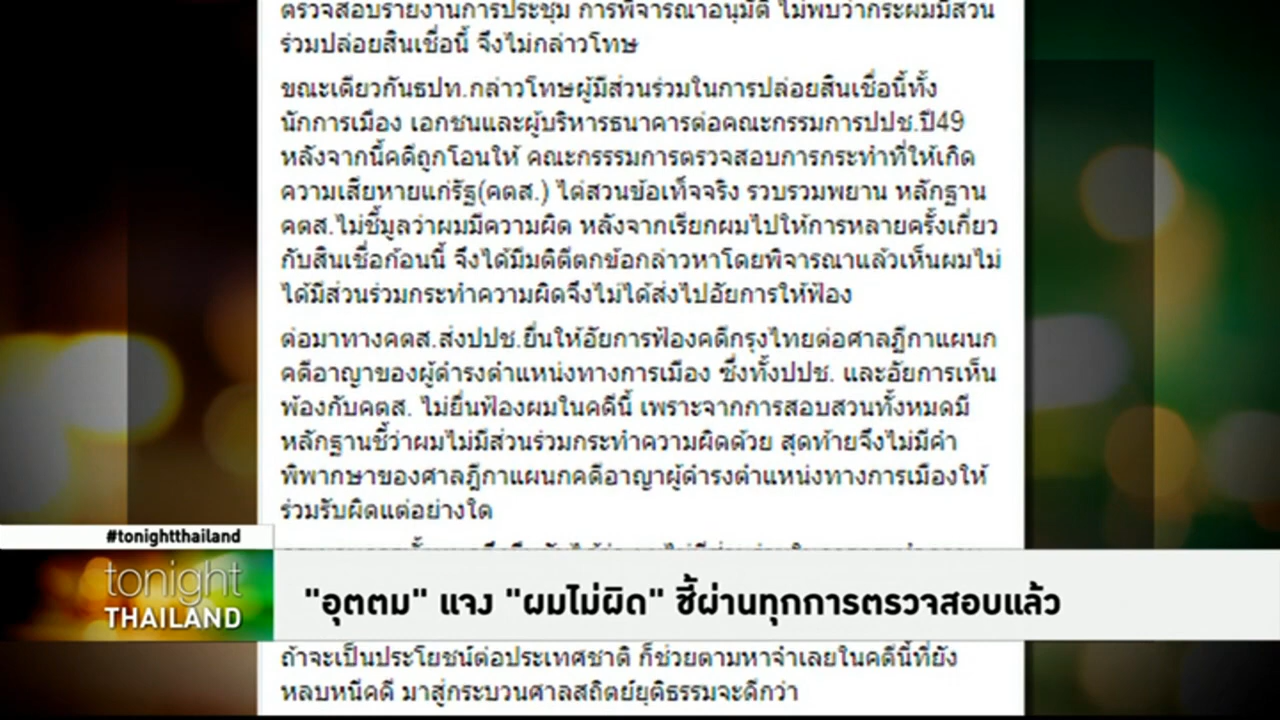 ตรวจสอบรายงานการประชุม การพิจารณาอนุมัติ ไม่พบว่ากระผมมีส่วน
ร่วมปล่อยสินเชื่อนี้ จึงไม่กล่าวโทษ
ขณะเดียวกันธปท.กล่าวโทษผู้มีส่วนร่วมในการปล่อยสินเชื่อนี้ทั้ง
นักการเมือง เอกชนและผู้บริหารธนาคารต่อคณะกรรมการปปช.ปี49
หลังจากนี้คดีถูกโอนให้ คณะกรรรมการตรวจสอบการกระทำที่ให้เกิด
ความเสียหายแก่รัฐ(คตส.) ไต่สวนข้อเท็จจริง รวบรวมพยาน หลักฐาน
คตส.ไม่ชี้มูลว่าผมมีความผิด หลังจากเรียกผมไปให้การหลายครั้งเกี่ยว
กับสินเชื่อก้อนนี้ จึงได้มีมติตีตกข้อกล่าวหาโดยพิจารณาแล้วเห็นผมไม่
ได้มีส่วนร่วมกระทำความผิดจึงไม่ได้ส่งไปอัยการให้ฟ้อง
ต่อมาทางคตส.ส่งปปช.ยื่นให้อัยการฟ้องคดีกรุงไทยต่อศาลฎีกาแผนก
คดีอาญาของผู้ดำรงตำแหน่งทางการเมือง ซึ่งทั้งปปช. และอัยการเห็น
พ้องกับคตส. ไม่ยื่นฟ้องผมในคดีนี้ เพราะจากการสอบสวนทั้งหมดมี
หลักฐานชี้ว่าผมไม่มีส่วนร่วมกระทำความผิดด้วย สุดท้ายจึงไม่มีคำ
พิพากษาของศาลฎีกาแผนกคดีอาญาผู้ดำรงตำแหน่งทางการเมืองให้
ร่วมรับผิดแต่อย่างใด
#tonightthailand
tonight
THAILAND
"อุตตม" แจง "ผมไม่ผิด" ชี้ผ่านทุกการตรวจสอบแล้ว
ถ้าจะเป็นประโยชน์ต่อประเทศชาติ ก็ช่วยตามหาจำเลยในคดีนี้ที่ยัง
หลบหนีคดี มาสู่กระบวนศาลสถิตย์ยุติธรรมจะดีกว่า